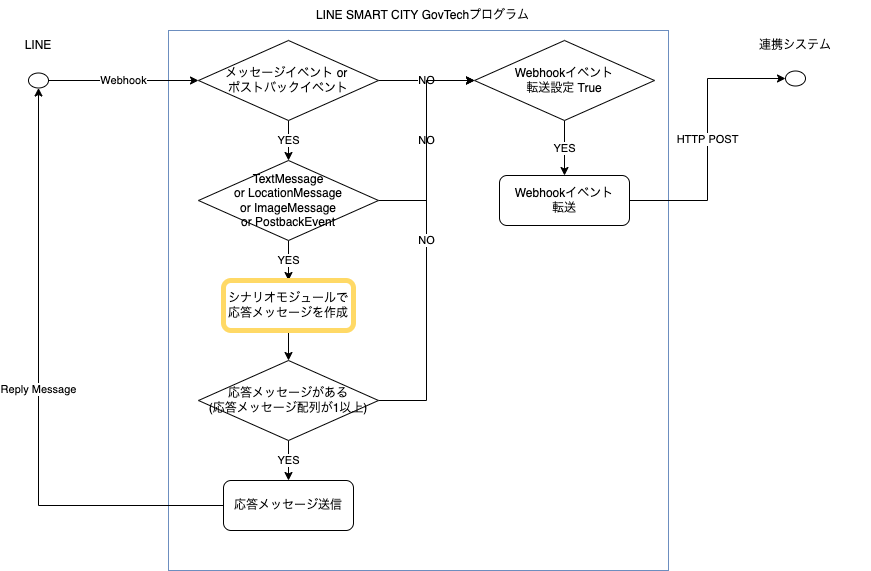 LINE SMART CITY GovTechプログラム
LINE
連携システム
Webhook
メッセージイベント or
ポストバックイベント
NO
Webhookイベント
転送設定 True
YES
NO
HTTP POST
YES
TextMessage
or LocationMessage
or ImageMessage
or PostbackEvent
Webhookイベント
転送
NO
YES
シナリオモジュールで
応答メッセージを作成
Reply Message
応答メッセージがある
(応答メッセージ配列が1以上)
YES
応答メッセージ送信